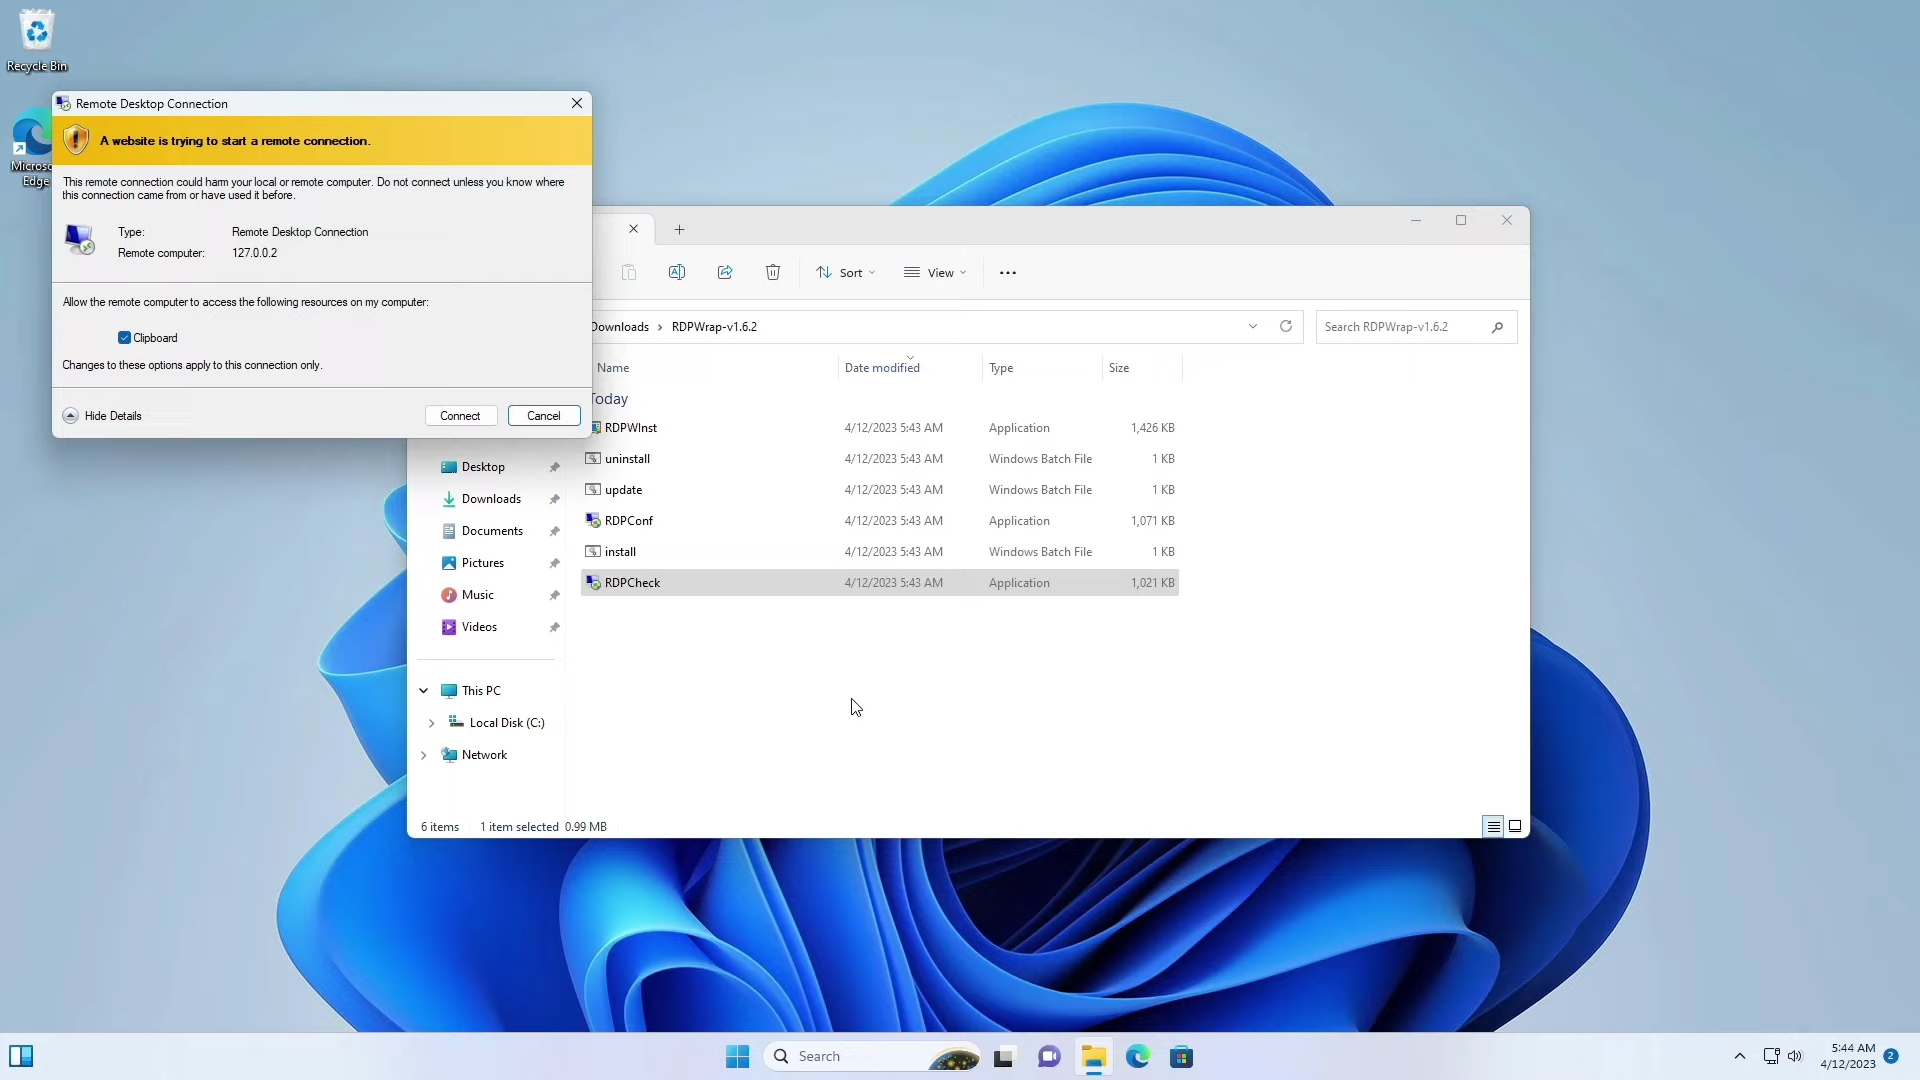 Recycle Bin
Edge
Remote Desktop Connection
A website is trying to start a remote connection.
This remote connection could harm your local or remote computer. Do not connect unless you know where
this connection came from or have used it before.
Type: Remote Desktop Connection
Remote computer: 127.0.0.2
Allow the remote computer to access the following resources on my computer:
Clipboard
Changes to these options apply to this connection only.
Hide Details Connect Cancel
Sort View
Downloads > RDPWrap-v1.6.2 Search RDPWrap-v1.6.2
Name Date modified Type Size
Today
RDPWInst 4/12/2023 5:43 AM Application 1,426 KB
uninstall 4/12/2023 5:43 AM Windows Batch File 1 KB
update 4/12/2023 5:43 AM Windows Batch File 1 KB
RDPConf 4/12/2023 5:43 AM Application 1,071 KB
install 4/12/2023 5:43 AM Windows Batch File 1 KB
RDPCheck 4/12/2023 5:43 AM Application 1,021 KB
Desktop
Downloads
Documents
Pictures
Music
Videos
This PC
Local Disk (C:)
Network
6 items 1 item selected 0.99 MB
Search
5:44 AM
4/12/2023
2